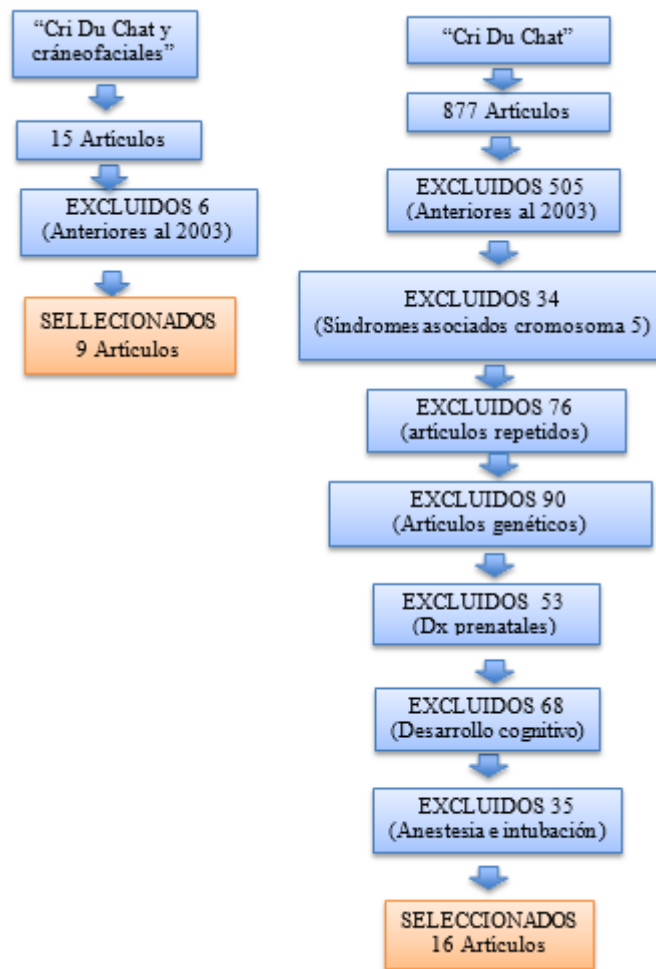 “Cri Du Chat y
cráneofaciales”
15 Artículos
EXCLUIDOS 6
(Anteriores al 2003)
SELLECIONADOS
9 Artículos
“Cri Du Chat”
877 Artículos
EXCLUIDOS 505
(Anteriores al 2003)
EXCLUIDOS 34
(Síndromes asociados cromosoma 5)
EXCLUIDOS 76
(artículos repetidos)
EXCLUIDOS 90
(Artículos genéticos)
EXCLUIDOS 53
(Dx prenatales)
EXCLUIDOS 68
(Desarrollo cognitivo)
EXCLUIDOS 35
(Anestesia e intubación)
SELECCIONADOS
16 Artículos